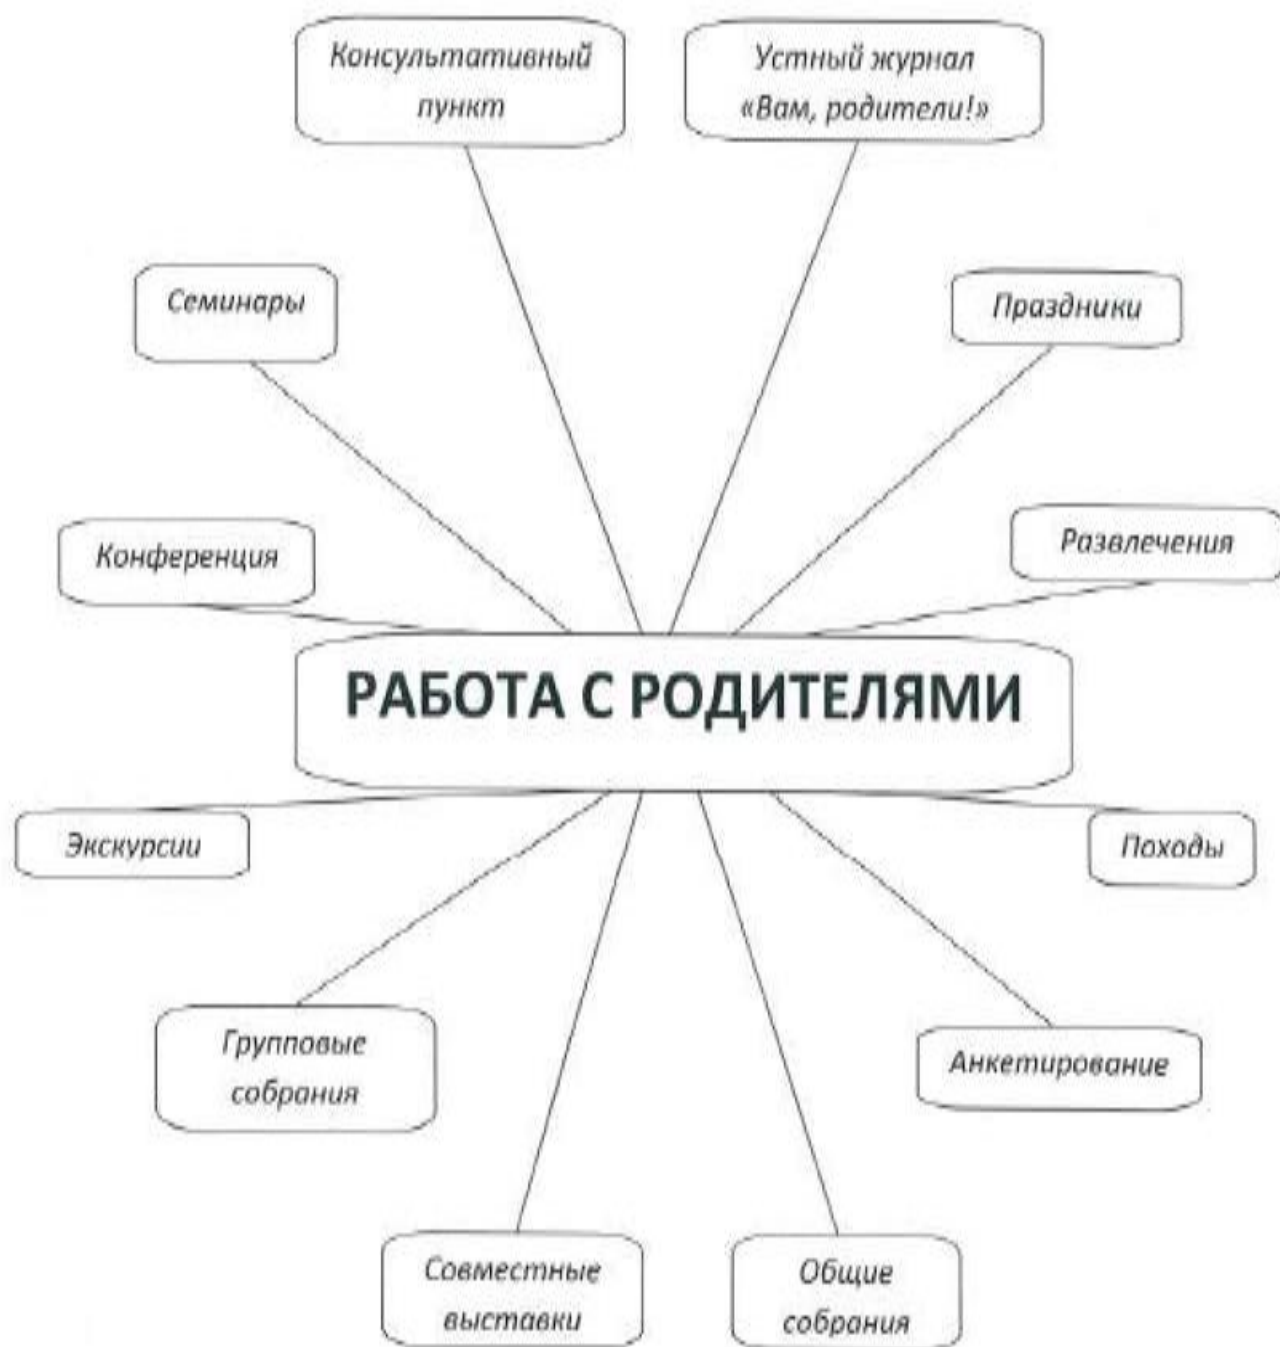 Консультативный
пункт
Устный журнал
«Вам, родители!»
Семинары
Праздники
Конференция
Развлечения
РАБОТА С РОДИТЕЛЯМИ
Экскурсии
Походы
Групповые
собрания
Анкетирование
Совместные
выставки
Общие
собрания